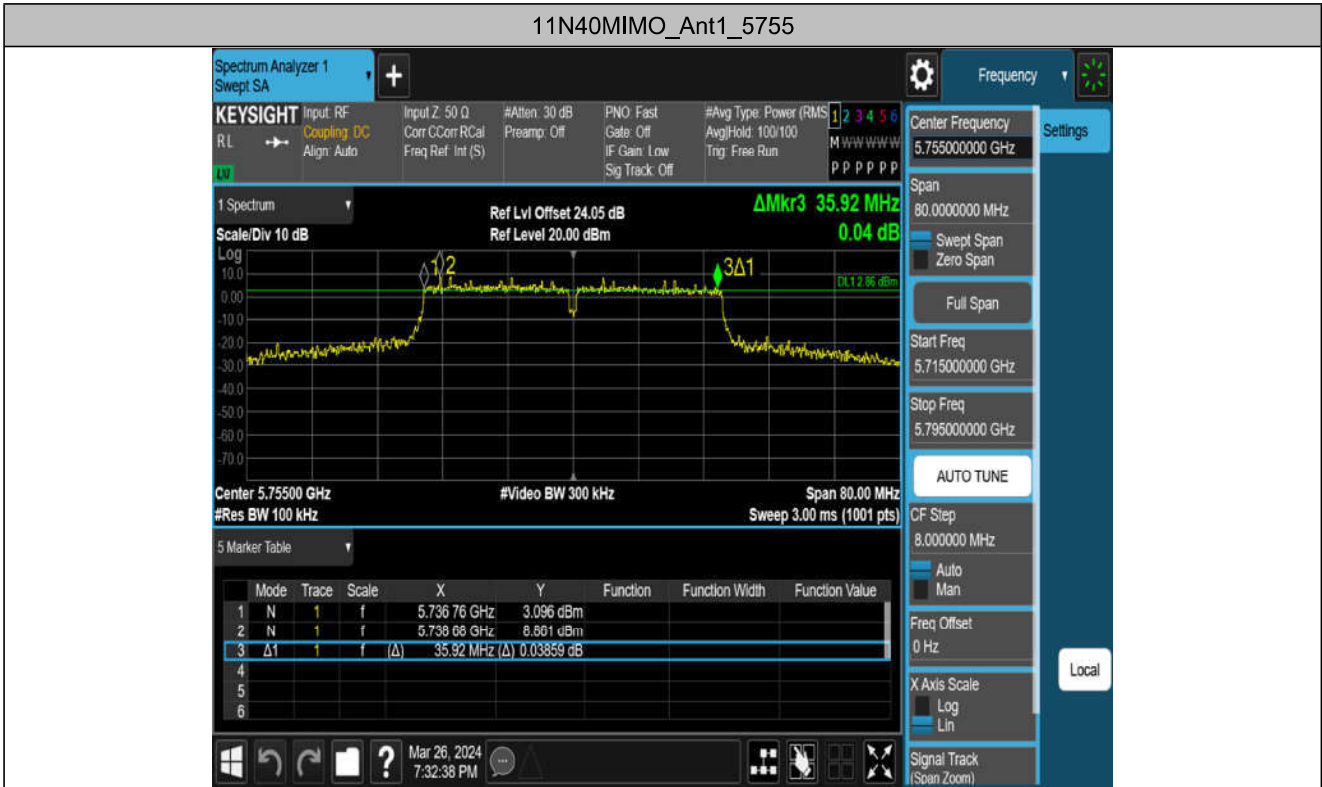 11N40MIMO_Ant1_5755
Spectrum Analyzer 1
Swept SA
+
Frequency
KEYSIGHT
RL
LXI
Input: RF
Coupling: DC
Align: Auto
Input Z: 50 Ω
Corr CCorr RCal
Freq Ref: Int (S)
#Atten: 30 dB
Preamp: Off
PNO: Fast
Gate: Off
IF Gain: Low
Sig Track: Off
#Avg Type: Power (RMS
Avg|Hold: 100/100
Trig: Free Run
1 2 3 4 5 6
M W W W W W
P P P P P P
1 Spectrum
Scale/Div 10 dB
Ref Lvl Offset 24.05 dB
Ref Level 20.00 dBm
ΔMkr3 35.92 MHz
0.04 dB
Log
10.0
0.00
-10.0
-20.0
-30.0
-40.0
-50.0
-60.0
-70.0
1 2
3Δ1
DL1 2.86 dBm
Center 5.75500 GHz
#Res BW 100 kHz
#Video BW 300 kHz
Span 80.00 MHz
Sweep 3.00 ms (1001 pts)
5 Marker Table
Mode Trace Scale X Y Function Function Width Function Value
1 N 1 f 5.736 76 GHz 3.096 dBm
2 N 1 f 5.738 68 GHz 8.861 dBm
3 Δ1 1 f (Δ) 35.92 MHz (Δ) 0.03859 dB
4
5
6
Mar 26, 2024
7:32:38 PM
?
Center Frequency
5.755000000 GHz
Settings
Span
80.0000000 MHz
Swept Span
Zero Span
Full Span
Start Freq
5.715000000 GHz
Stop Freq
5.795000000 GHz
AUTO TUNE
CF Step
8.000000 MHz
Auto
Man
Freq Offset
0 Hz
X Axis Scale
Log
Lin
Local
Signal Track
(Span Zoom)